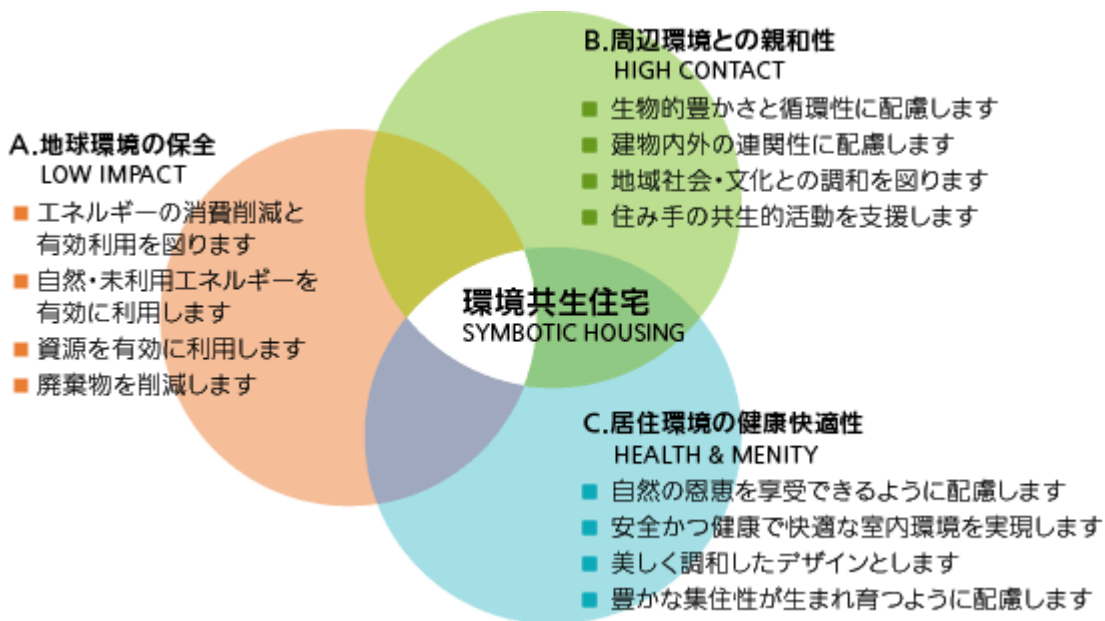 A.地球環境の保全
LOW IMPACT
■ エネルギーの消費削減と
有効利用を図ります
■ 自然・未利用エネルギーを
有効に利用します
■ 資源を有効に利用します
■ 廃棄物を削減します
B.周辺環境との親和性
HIGH CONTACT
■ 生物的豊かさと循環性に配慮します
■ 建物内外の連関性に配慮します
■ 地域社会・文化との調和を図ります
■ 住み手の共生的活動を支援します
環境共生住宅
SYMBOTIC HOUSING
C.居住環境の健康快適性
HEALTH & MENITY
■ 自然の恩恵を享受できるように配慮します
■ 安全かつ健康で快適な室内環境を実現します
■ 美しく調和したデザインとします
■ 豊かな集住性が生まれ育つように配慮します